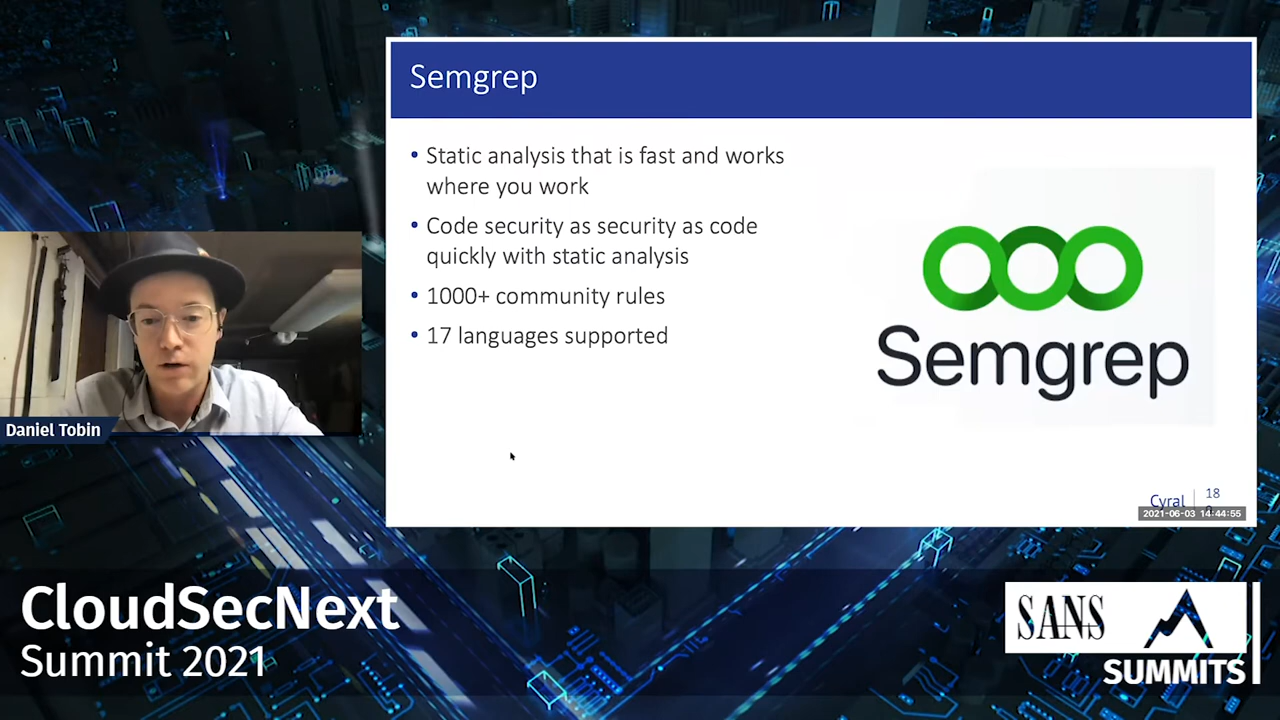 Semgrep
• Static analysis that is fast and works
where you work
• Code security as security as code
quickly with static analysis
• 1000+ community rules
• 17 languages supported
Semgrep
Cyral
18
2021-06-03 14:44:55
Daniel Tobin
CloudSecNext
Summit 2021
SANS
SUMMITS